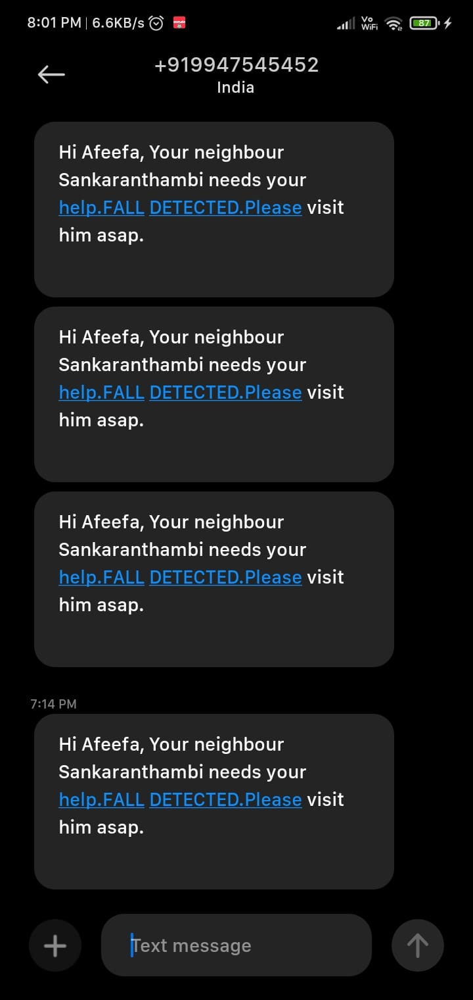 8:01 PM | 6.6KB/s
Vo
WiFi
87
+919947545452
India
Hi Afeefa, Your neighbour
Sankaranthambi needs your
help.FALL DETECTED.Please visit
him asap.
Hi Afeefa, Your neighbour
Sankaranthambi needs your
help.FALL DETECTED.Please visit
him asap.
Hi Afeefa, Your neighbour
Sankaranthambi needs your
help.FALL DETECTED.Please visit
him asap.
7:14 PM
Hi Afeefa, Your neighbour
Sankaranthambi needs your
help.FALL DETECTED.Please visit
him asap.
Text message